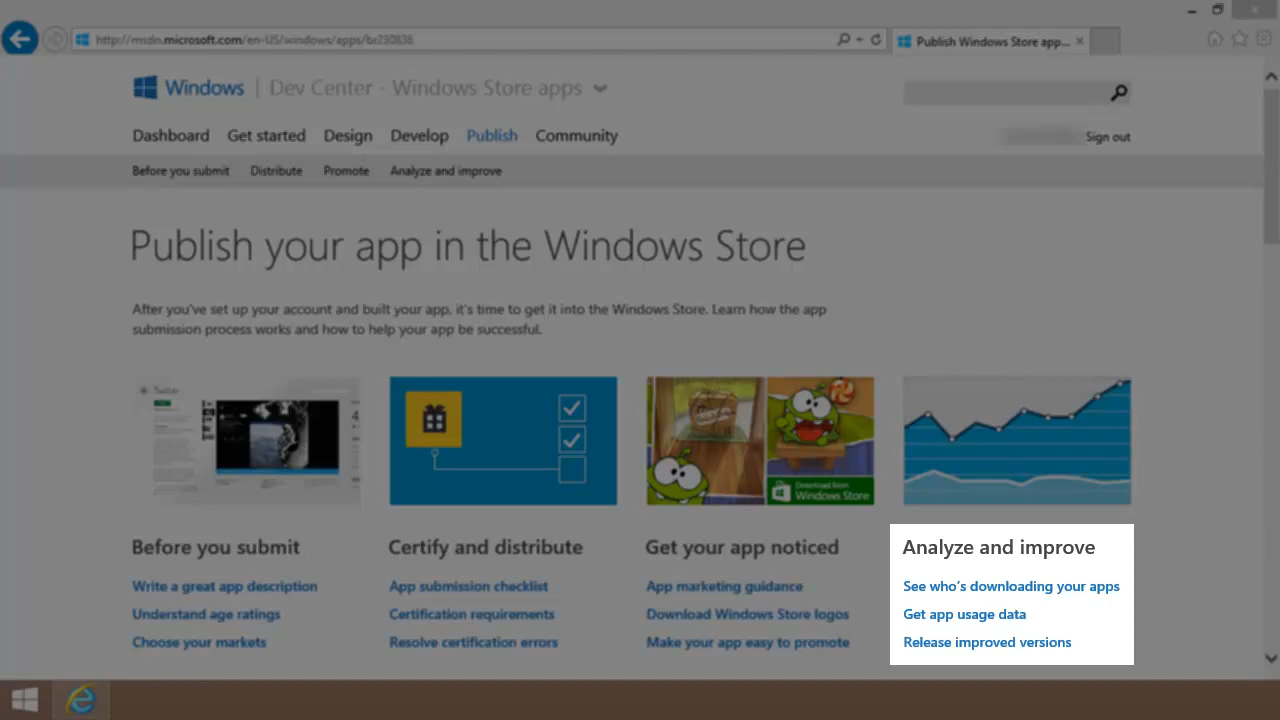 http://msdn.microsoft.com/en-US/windows/apps/br230836
Publish Windows Store app...
Windows | Dev Center - Windows Store apps
Dashboard Get started Design Develop Publish Community
Sign out
Before you submit Distribute Promote Analyze and improve
Publish your app in the Windows Store
After you've set up your account and built your app, it's time to get it into the Windows Store. Learn how the app
submission process works and how to help your app be successful.
Twitter
Download from
Windows Store
Before you submit
Write a great app description
Understand age ratings
Choose your markets
Certify and distribute
App submission checklist
Certification requirements
Resolve certification errors
Get your app noticed
App marketing guidance
Download Windows Store logos
Make your app easy to promote
Analyze and improve
See who's downloading your apps
Get app usage data
Release improved versions